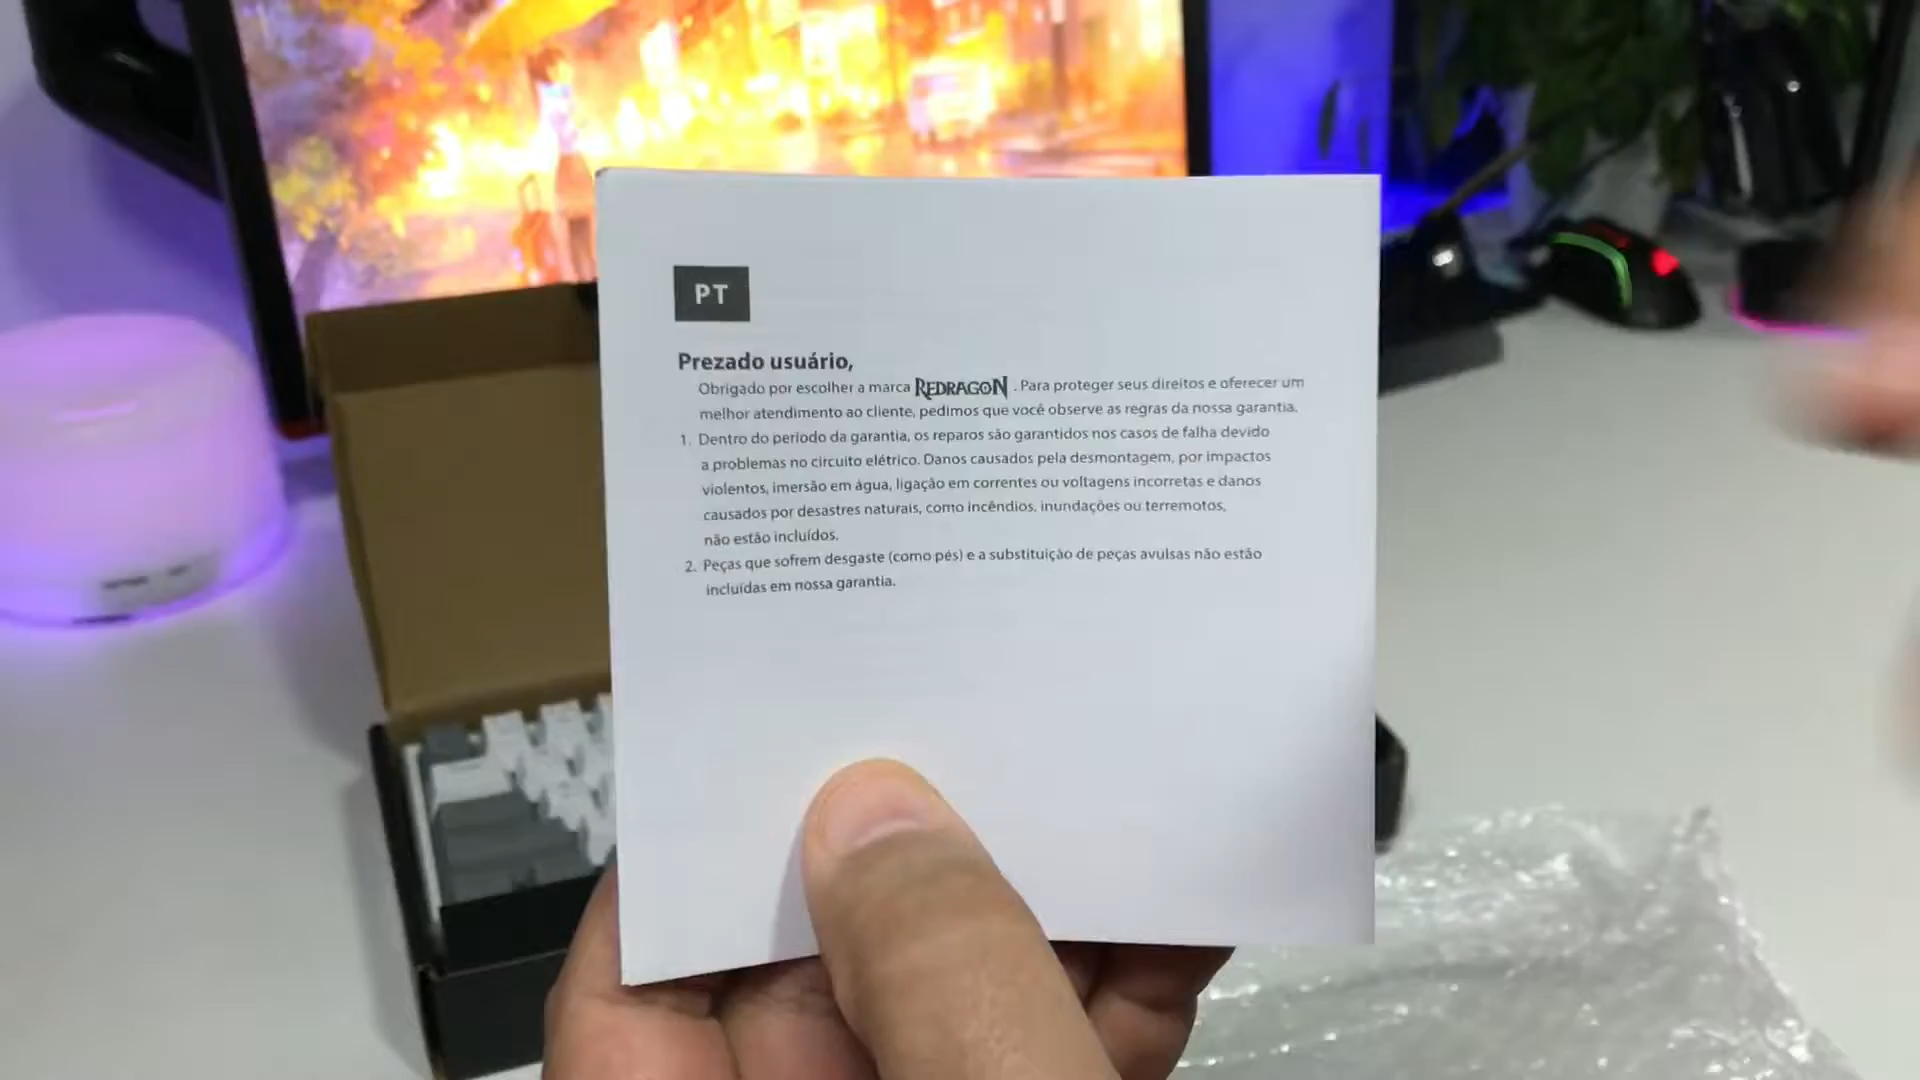 PT
Prezado usuário,
Obrigado por escolher a marca REDRAGON . Para proteger seus direitos e oferecer um
melhor atendimento ao cliente, pedimos que você observe as regras da nossa garantia.
1. Dentro do período da garantia, os reparos são garantidos nos casos de falha devido
a problemas no circuito elétrico. Danos causados pela desmontagem, por impactos
violentos, imersão em água, ligação em correntes ou voltagens incorretas e danos
causados por desastres naturais, como incêndios, inundações ou terremotos,
não estão incluídos.
2. Peças que sofrem desgaste (como pés) e a substituição de peças avulsas não estão
incluídas em nossa garantia.